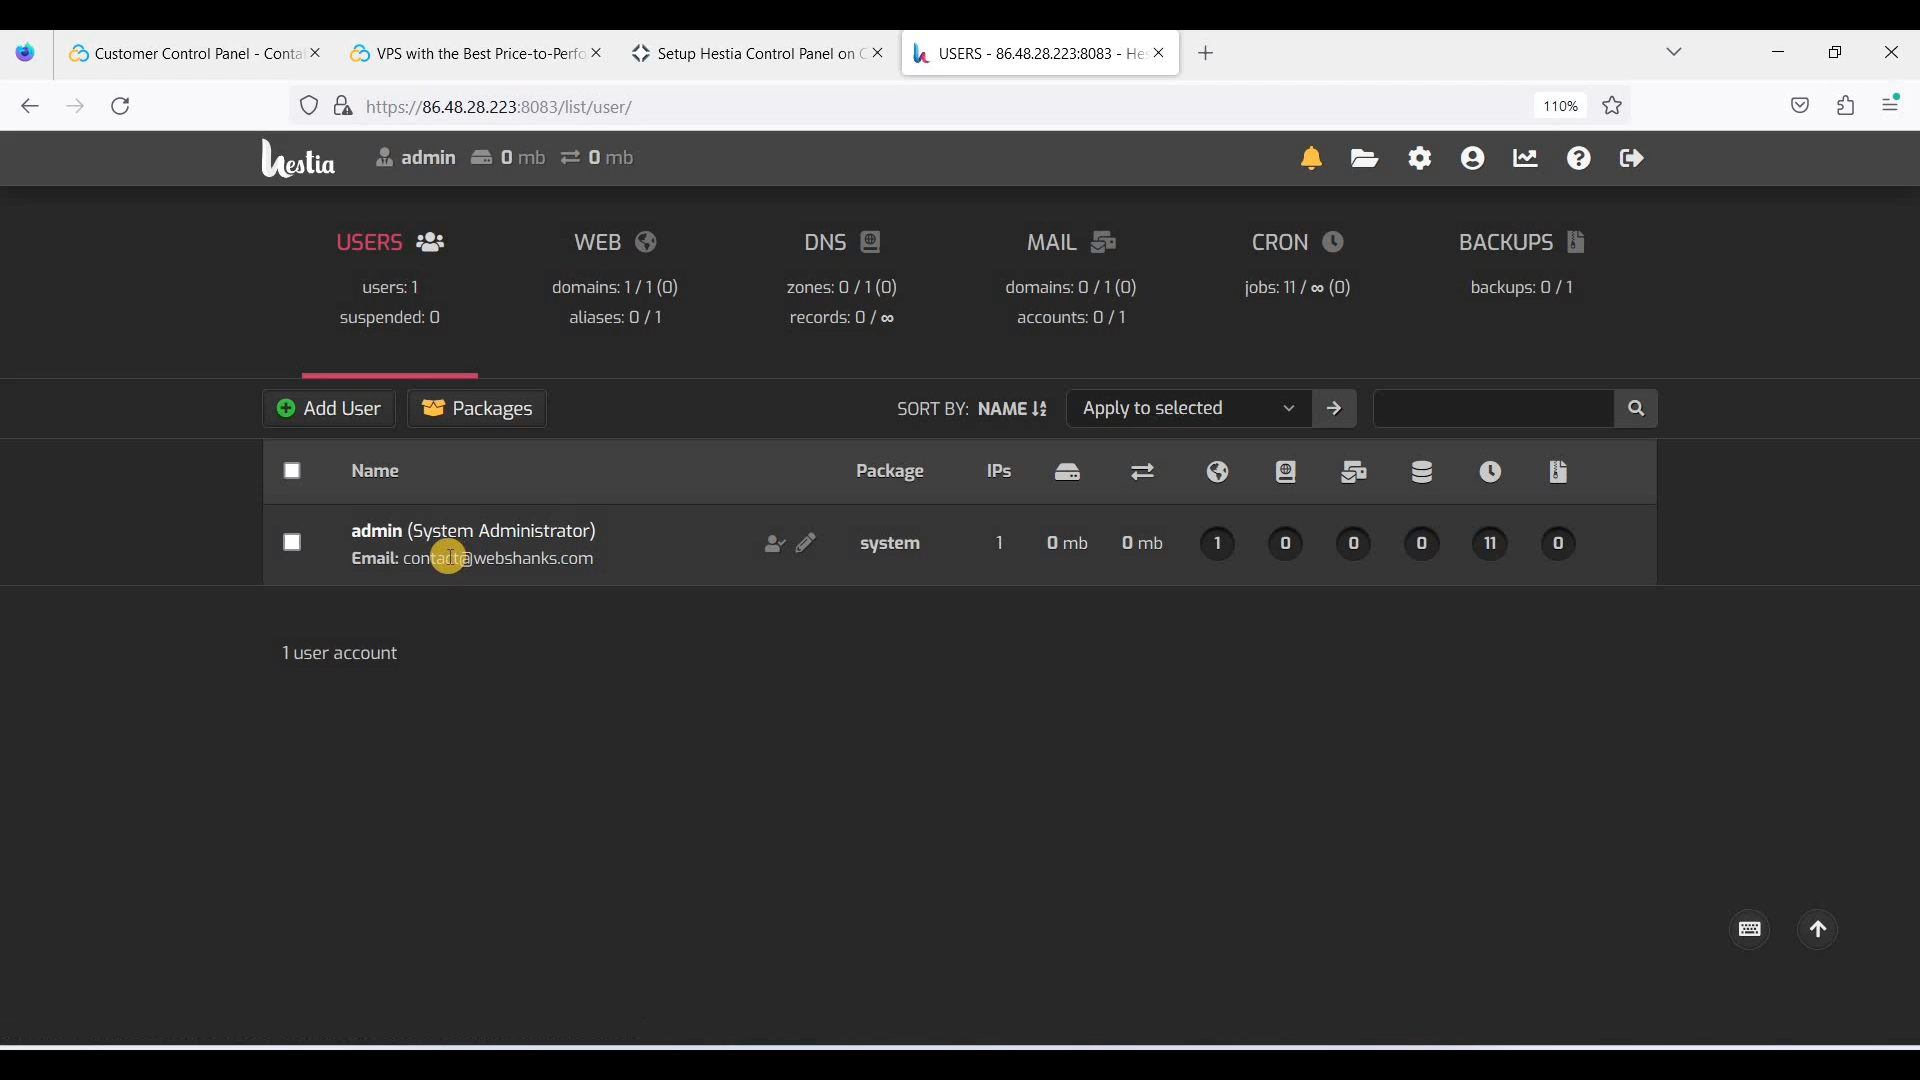 Customer Control Panel - Conta
VPS with the Best Price-to-Perfo
Setup Hestia Control Panel on C
USERS - 86.48.28.223:8083 - Hes
https://86.48.28.223:8083/list/user/
110%
hestia
admin 0 mb 0 mb
USERS
users: 1
suspended: 0
WEB
domains: 1 / 1 (0)
aliases: 0 / 1
DNS
zones: 0 / 1 (0)
records: 0 / ∞
MAIL
domains: 0 / 1 (0)
accounts: 0 / 1
CRON
jobs: 11 / ∞ (0)
BACKUPS
backups: 0 / 1
Add User
Packages
SORT BY: NAME
Apply to selected
Name Package IPs
admin (System Administrator)
Email: contact@webshanks.com
system 1 0 mb 0 mb 1 0 0 0 11 0
1 user account